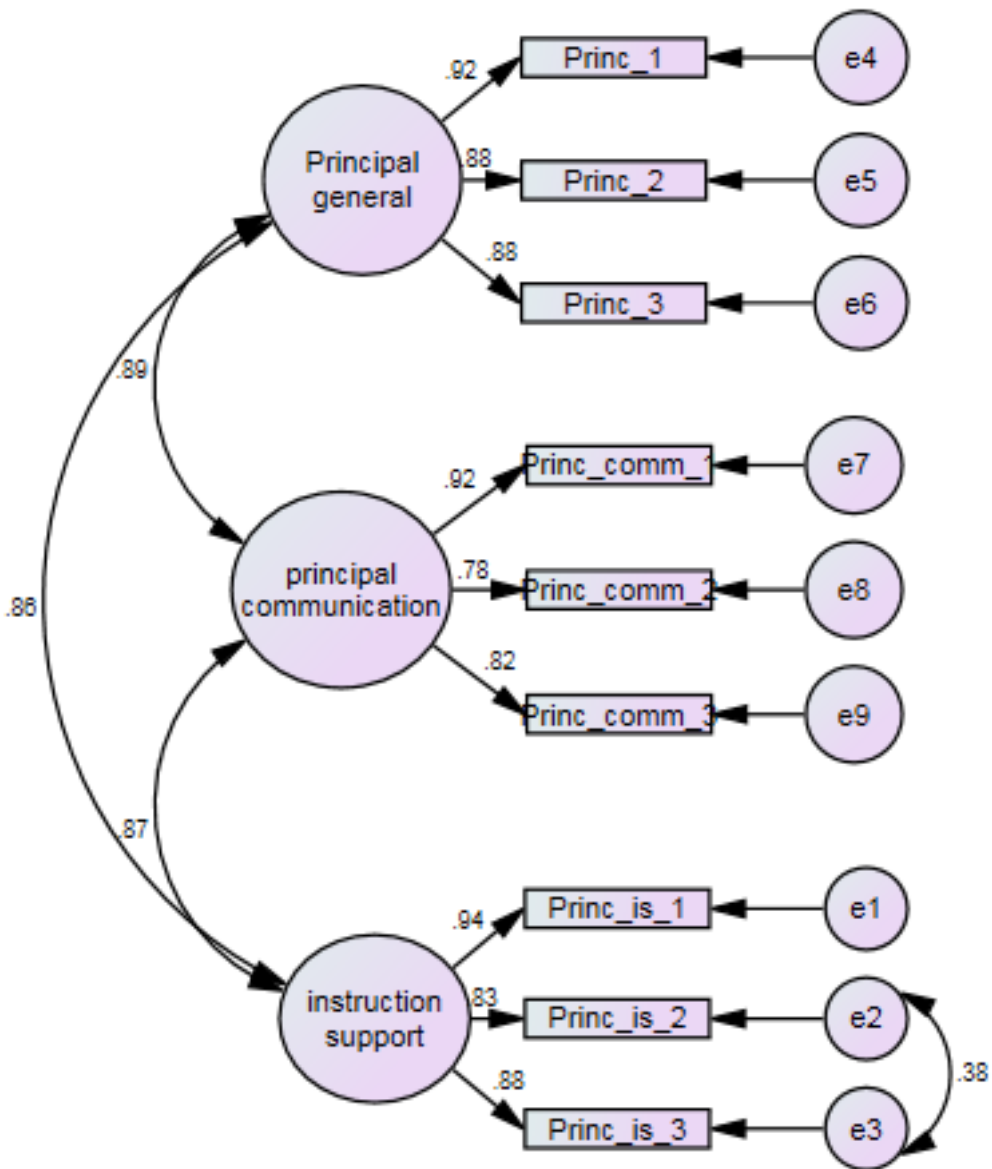 Princ_1
e4
.92
Principal
general
.88
Princ_2
e5
.88
Princ_3
e6
.89
.92
Princ_comm_1
e7
principal
communication
.78
Princ_comm_2
e8
.86
.82
Princ_comm_3
e9
.87
.94
Princ_is_1
e1
instruction
support
.83
Princ_is_2
e2
.38
.88
Princ_is_3
e3